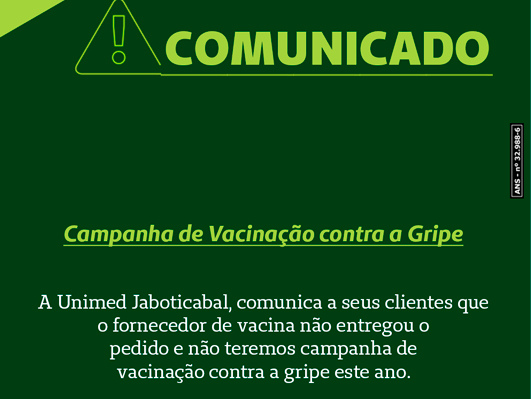 COMUNICADO
ANS - nº 32.988-6
Campanha de Vacinação contra a Gripe
A Unimed Jaboticabal, comunica a seus clientes que
o fornecedor de vacina não entregou o
pedido e não teremos campanha de
vacinação contra a gripe este ano.